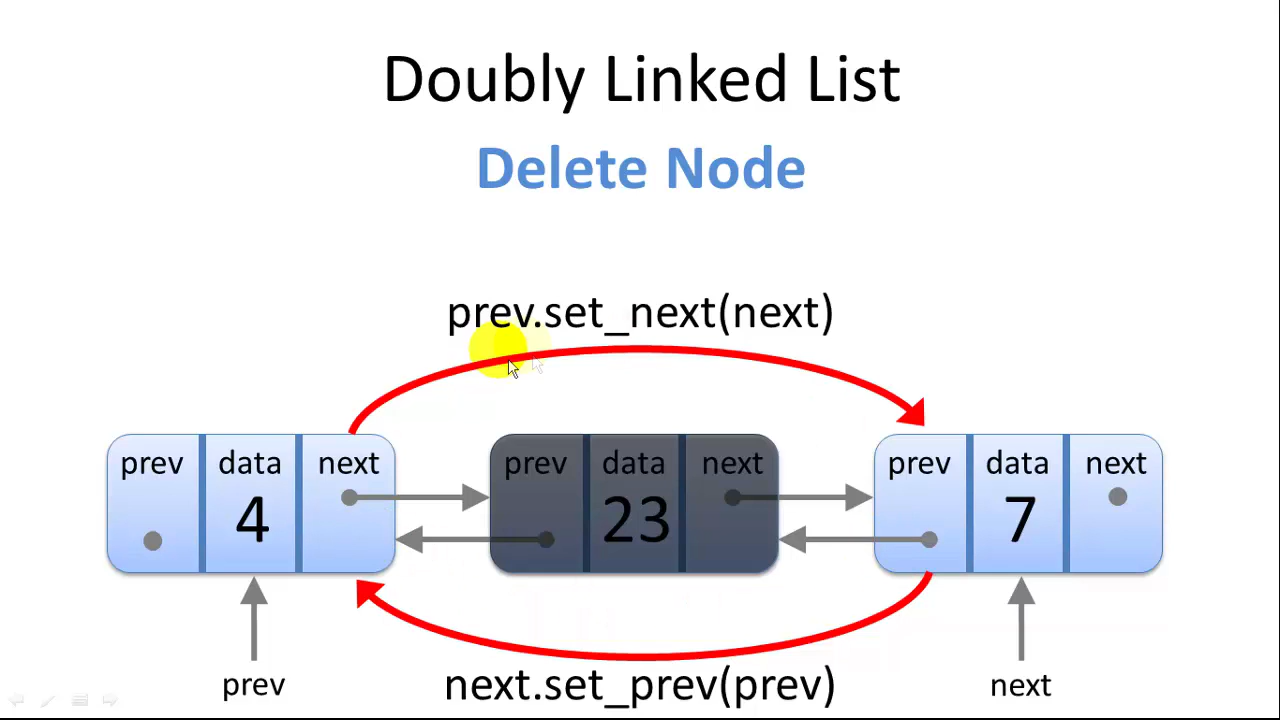 Doubly Linked List
Delete Node
prev.set_next(next)
prev data next prev data next prev data next
4 23 7
prev next
next.set_prev(prev)